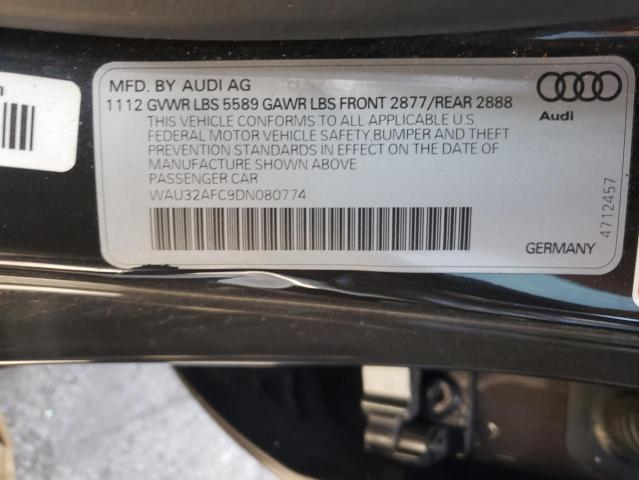 MFD. BY AUDI AG
1112 GVWR LBS 5589 GAWR LBS FRONT 2877/REAR 2888
THIS VEHICLE CONFORMS TO ALL APPLICABLE U.S.
FEDERAL MOTOR VEHICLE SAFETY, BUMPER AND THEFT
PREVENTION STANDARDS IN EFFECT ON THE DATE OF
MANUFACTURE SHOWN ABOVE
PASSENGER CAR
WAU32AFC9DN080774
Audi
4712457
GERMANY